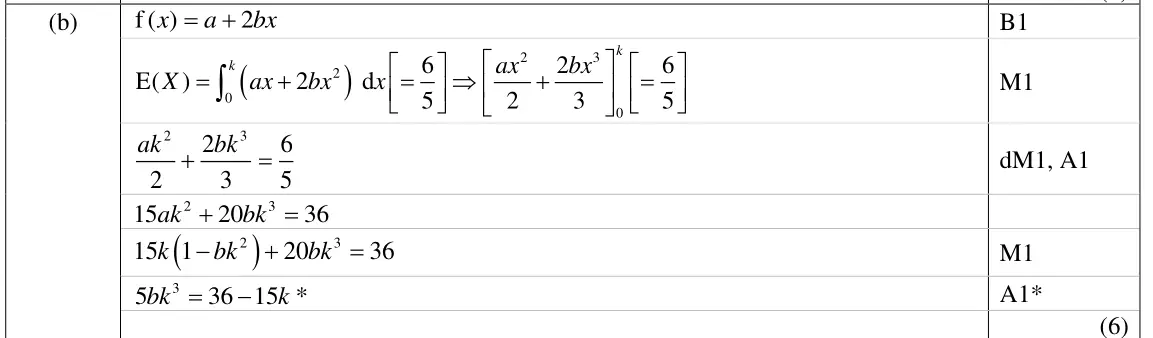 (b) f(x) = a + 2bx B1
E(X) = ∫₀ᵏ (ax + 2bx²) dx [= 6/5] ⇒ [ax²/2 + 2bx³/3]₀ᵏ [= 6/5] M1
ak²/2 + 2bk³/3 = 6/5 dM1, A1
15ak² + 20bk³ = 36
15k(1 − bk²) + 20bk³ = 36 M1
5bk³ = 36 − 15k * A1*
(6)